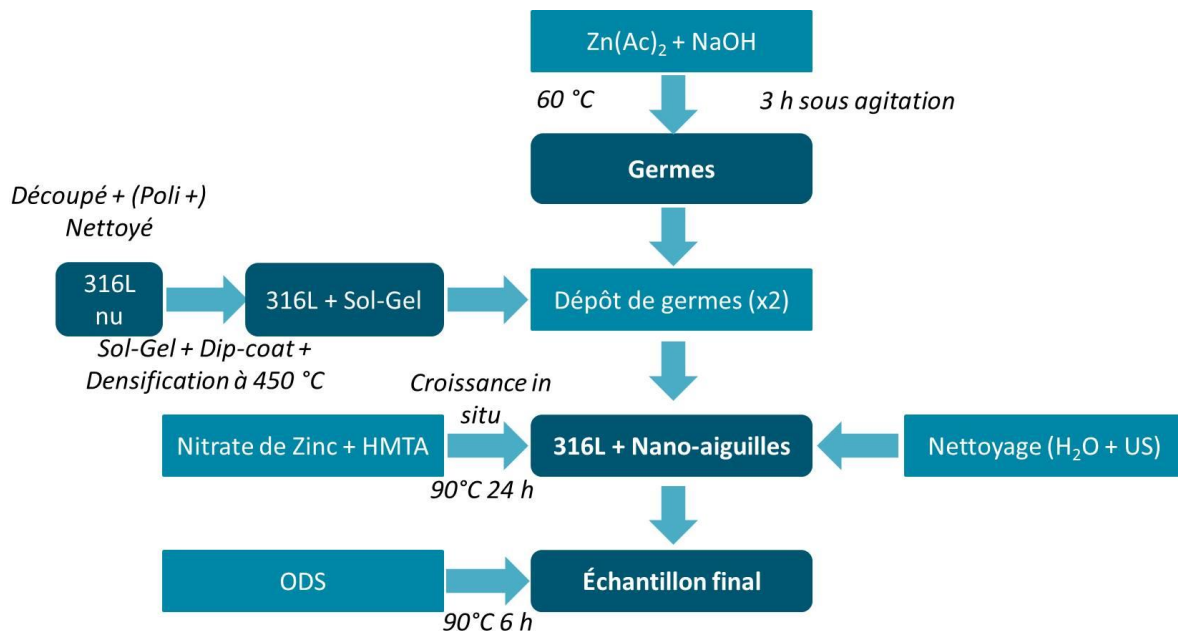 Zn(Ac)₂ + NaOH
60 °C
3 h sous agitation
Germes
Découpé + (Poli +)
Nettoyé
316L
nu
316L + Sol-Gel
Dépôt de germes (x2)
Sol-Gel + Dip-coat +
Densification à 450 °C
Croissance in
situ
Nitrate de Zinc + HMTA
316L + Nano-aiguilles
Nettoyage (H₂O + US)
90°C 24 h
ODS
Échantillon final
90°C 6 h